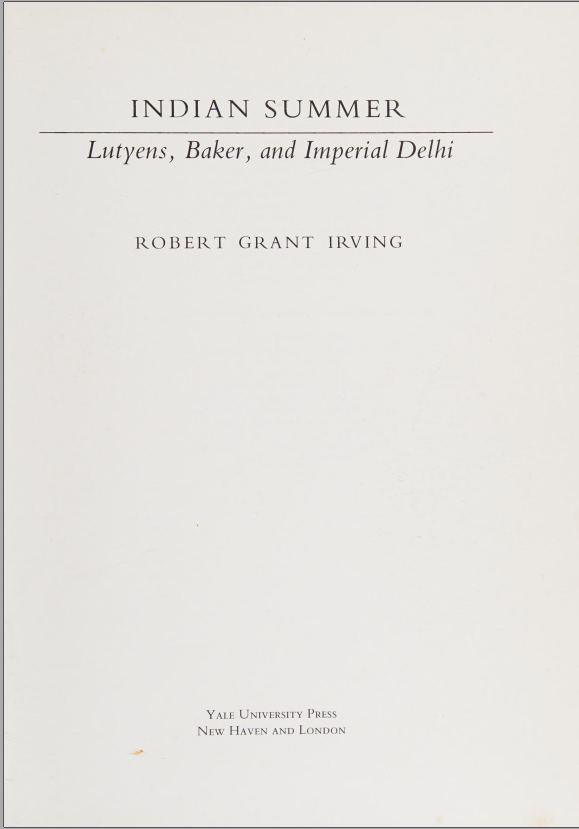 INDIAN SUMMER
Lutyens, Baker, and Imperial Delhi
ROBERT GRANT IRVING
YALE UNIVERSITY PRESS
NEW HAVEN AND LONDON